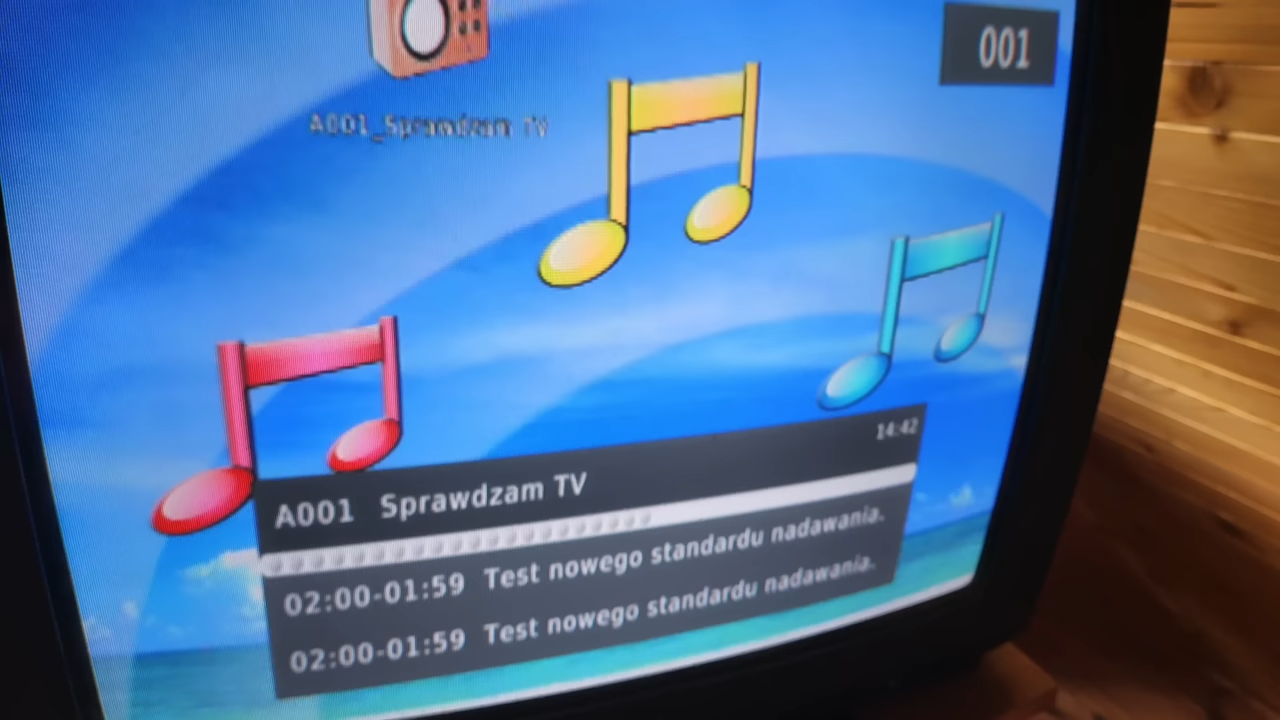 001
A001_Sprawdzam TV
14:42
A001 Sprawdzam TV
02:00-01:59 Test nowego standardu nadawania.
02:00-01:59 Test nowego standardu nadawania.